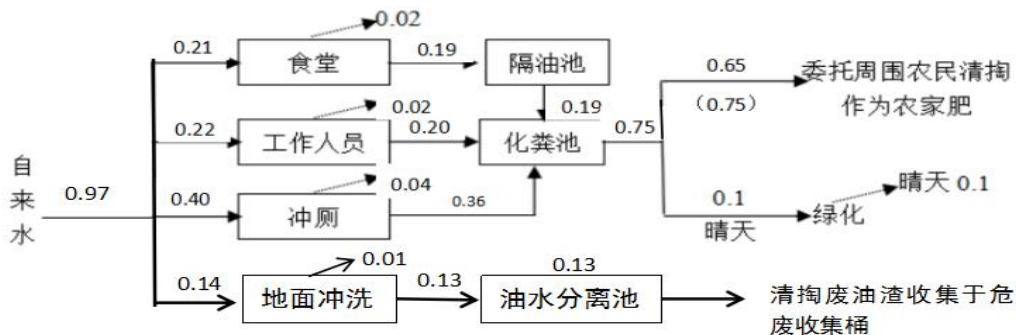 0.02
0.21
食堂
0.19
隔油池
0.02
0.19
0.22
工作人员
0.20
化粪池
0.75
0.65
（0.75）
委托周围农民清掏
作为农家肥
自来水
0.97
0.04
0.40
冲厕
0.36
0.1
晴天
绿化
晴天 0.1
0.01
0.14
地面冲洗
0.13
0.13
油水分离池
清掏废油渣收集于危
废收集桶